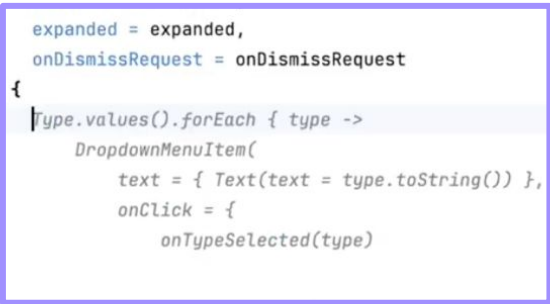 expanded = expanded,
onDismissRequest = onDismissRequest
{
Type.values().forEach { type ->
DropdownMenuItem(
text = { Text(text = type.toString()) },
onClick = {
onTypeSelected(type)